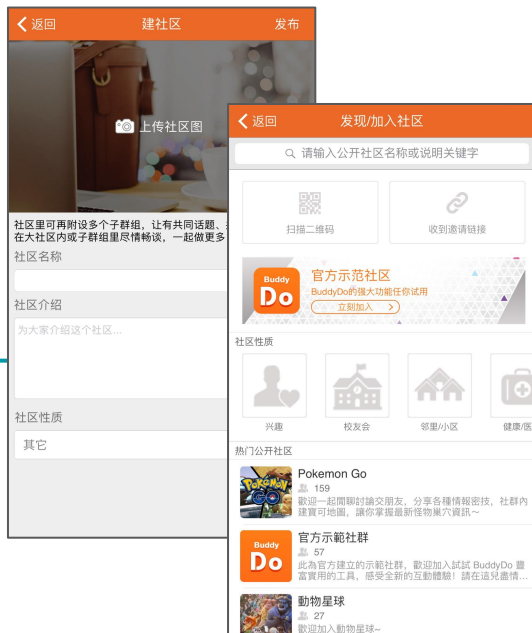 返回
建社区
发布
上传社区图
社区里可再附设多个子群组，让有共同话题、
在大社区内或子群组里尽情畅谈，一起做更多
社区名称
社区介绍
为大家介绍这个社区...
社区性质
其它
返回
发现/加入社区
请输入公开社区名称或说明关键字
扫描二维码
收到邀请链接
Buddy
Do
官方示范社区
BuddyDo的强大功能任你试用
立刻加入
社区性质
兴趣
校友会
邻里/小区
健康/医
热门公开社区
POKEMON
GO
Pokemon Go
159
歡迎一起閒聊討論交朋友，分享各種情報密技，社群內
建寶可地圖，讓你掌握最新怪物巢穴資訊～
Buddy
Do
官方示範社群
57
此為官方建立的示範社群，歡迎加入試試 BuddyDo 豐
富實用的工具，感受全新的互動體驗！請在這兒盡情...
動物星球
27
歡迎加入動物星球~